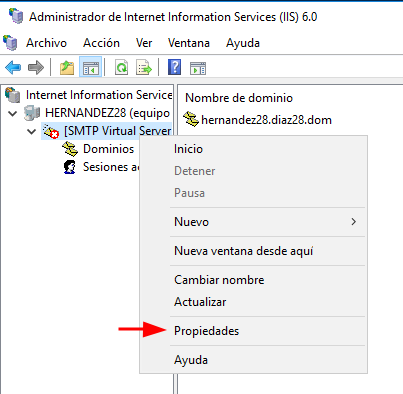 Administrador de Internet Information Services (IIS) 6.0
Archivo Acción Ver Ventana Ayuda
Internet Information Service
HERNANDEZ28 (equipo
[SMTP Virtual Server
Dominios
Sesiones a
Nombre de dominio
hernandez28.diaz28.dom
Inicio
Detener
Pausa
Nuevo
Nueva ventana desde aquí
Cambiar nombre
Actualizar
Propiedades
Ayuda